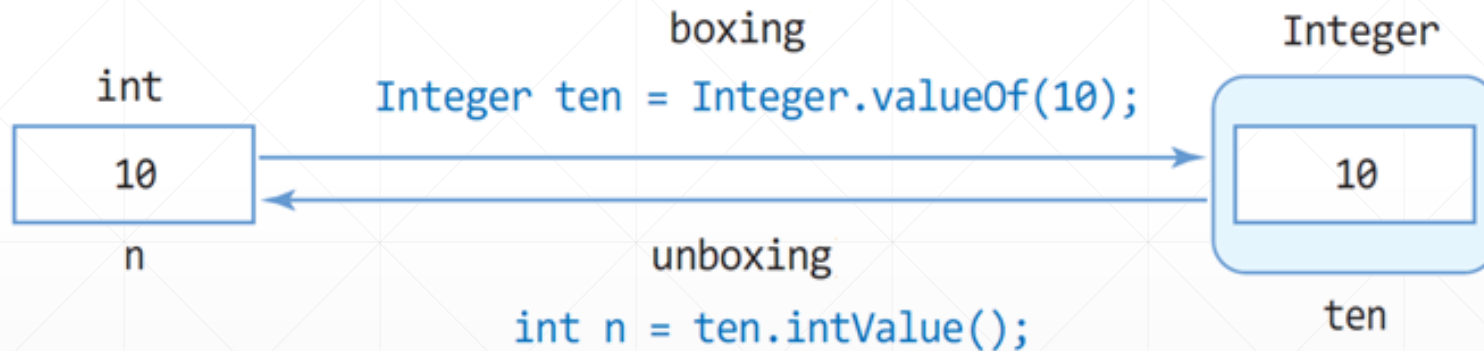 boxing
Integer
int
Integer ten = Integer.valueOf(10);
10
10
n
unboxing
ten
int n = ten.intValue();